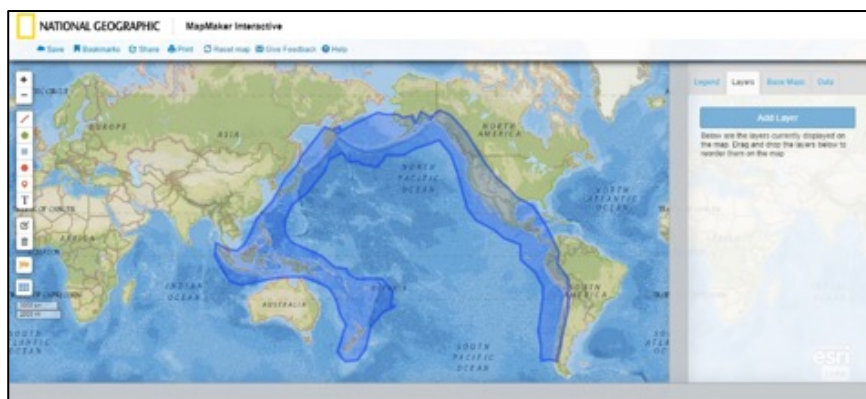 NATIONAL GEOGRAPHIC MapMaker Interactive
Save Bookmarks Share Print Reset map Give Feedback Help
Legend Layers Base Maps Data
Add Layer
Below are the layers currently displayed on
the map. Drag and drop the layers below to
reorder them on the map
EUROPE
ASIA
NORTH
AMERICA
NORTH
PACIFIC
OCEAN
NORTH
ATLANTIC
OCEAN
AFRICA
INDIAN
OCEAN
AUSTRALIA
SOUTH
AMERICA
SOUTH
PACIFIC
OCEAN
T
esri